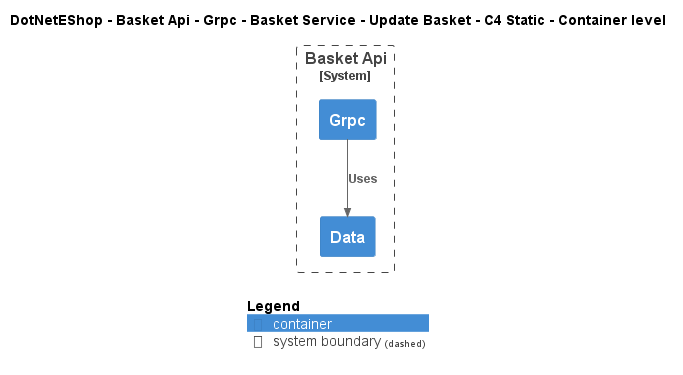 DotNetEShop - Basket Api - Grpc - Basket Service - Update Basket - C4 Static - Container level
Basket Api
[System]
Grpc
Uses
Data
Legend
container
system boundary (dashed)